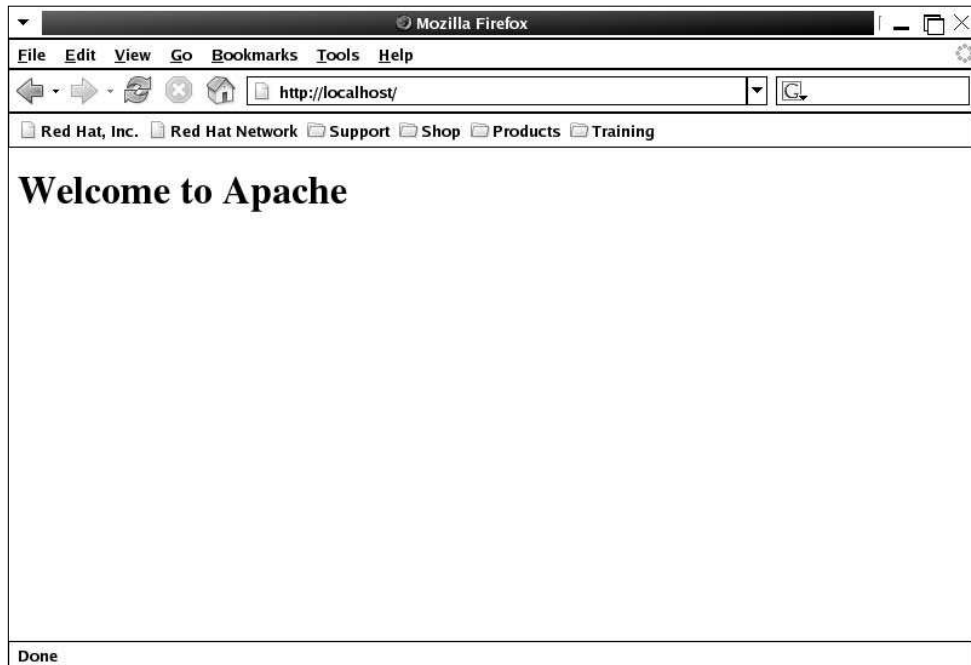 Mozilla Firefox
File Edit View Go Bookmarks Tools Help
http://localhost/ G
Red Hat, Inc. Red Hat Network Support Shop Products Training
Welcome to Apache
Done